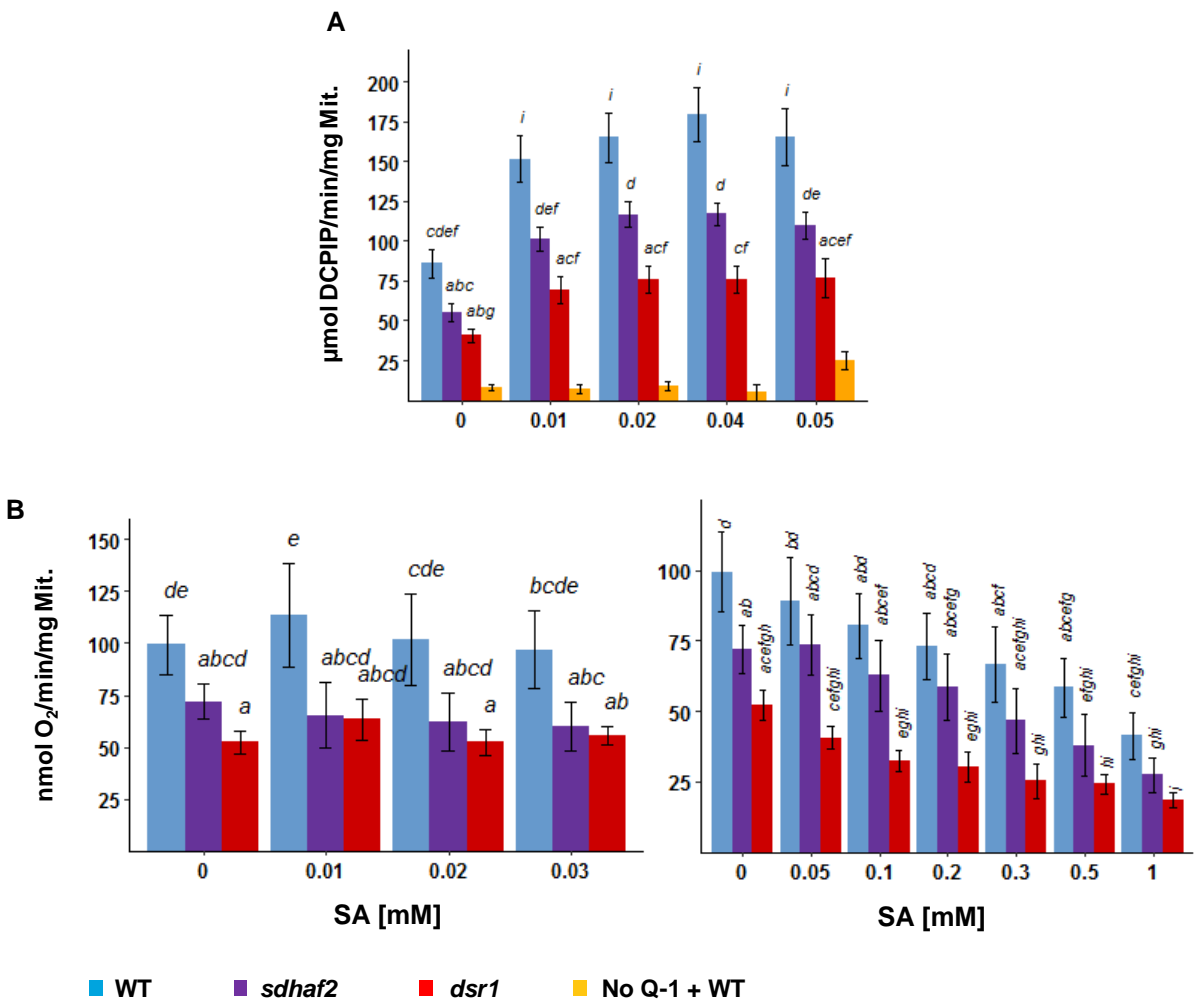 A
µmol DCPIP/min/mg Mit.
200
175
150
125
100
75
50
25
i
i
i
i
cdef
abc
abg
def
acf
d
acf
d
cf
de
acef
0 0.01 0.02 0.04 0.05
B
nmol O2/min/mg Mit.
150
125
100
75
50
25
de
abcd
a
e
abcd
abcd
cde
abcd
a
bcde
abc
ab
0 0.01 0.02 0.03
SA [mM]
100
75
50
25
d
ab
acefgh
bd
abcd
cefghi
abd
abcef
eghi
abcd
abcefg
eghi
abcf
acefghi
ghi
abcefg
efghi
hi
cefghi
ghi
i
0 0.05 0.1 0.2 0.3 0.5 1
SA [mM]
WT sdhaf2 dsr1 No Q-1 + WT